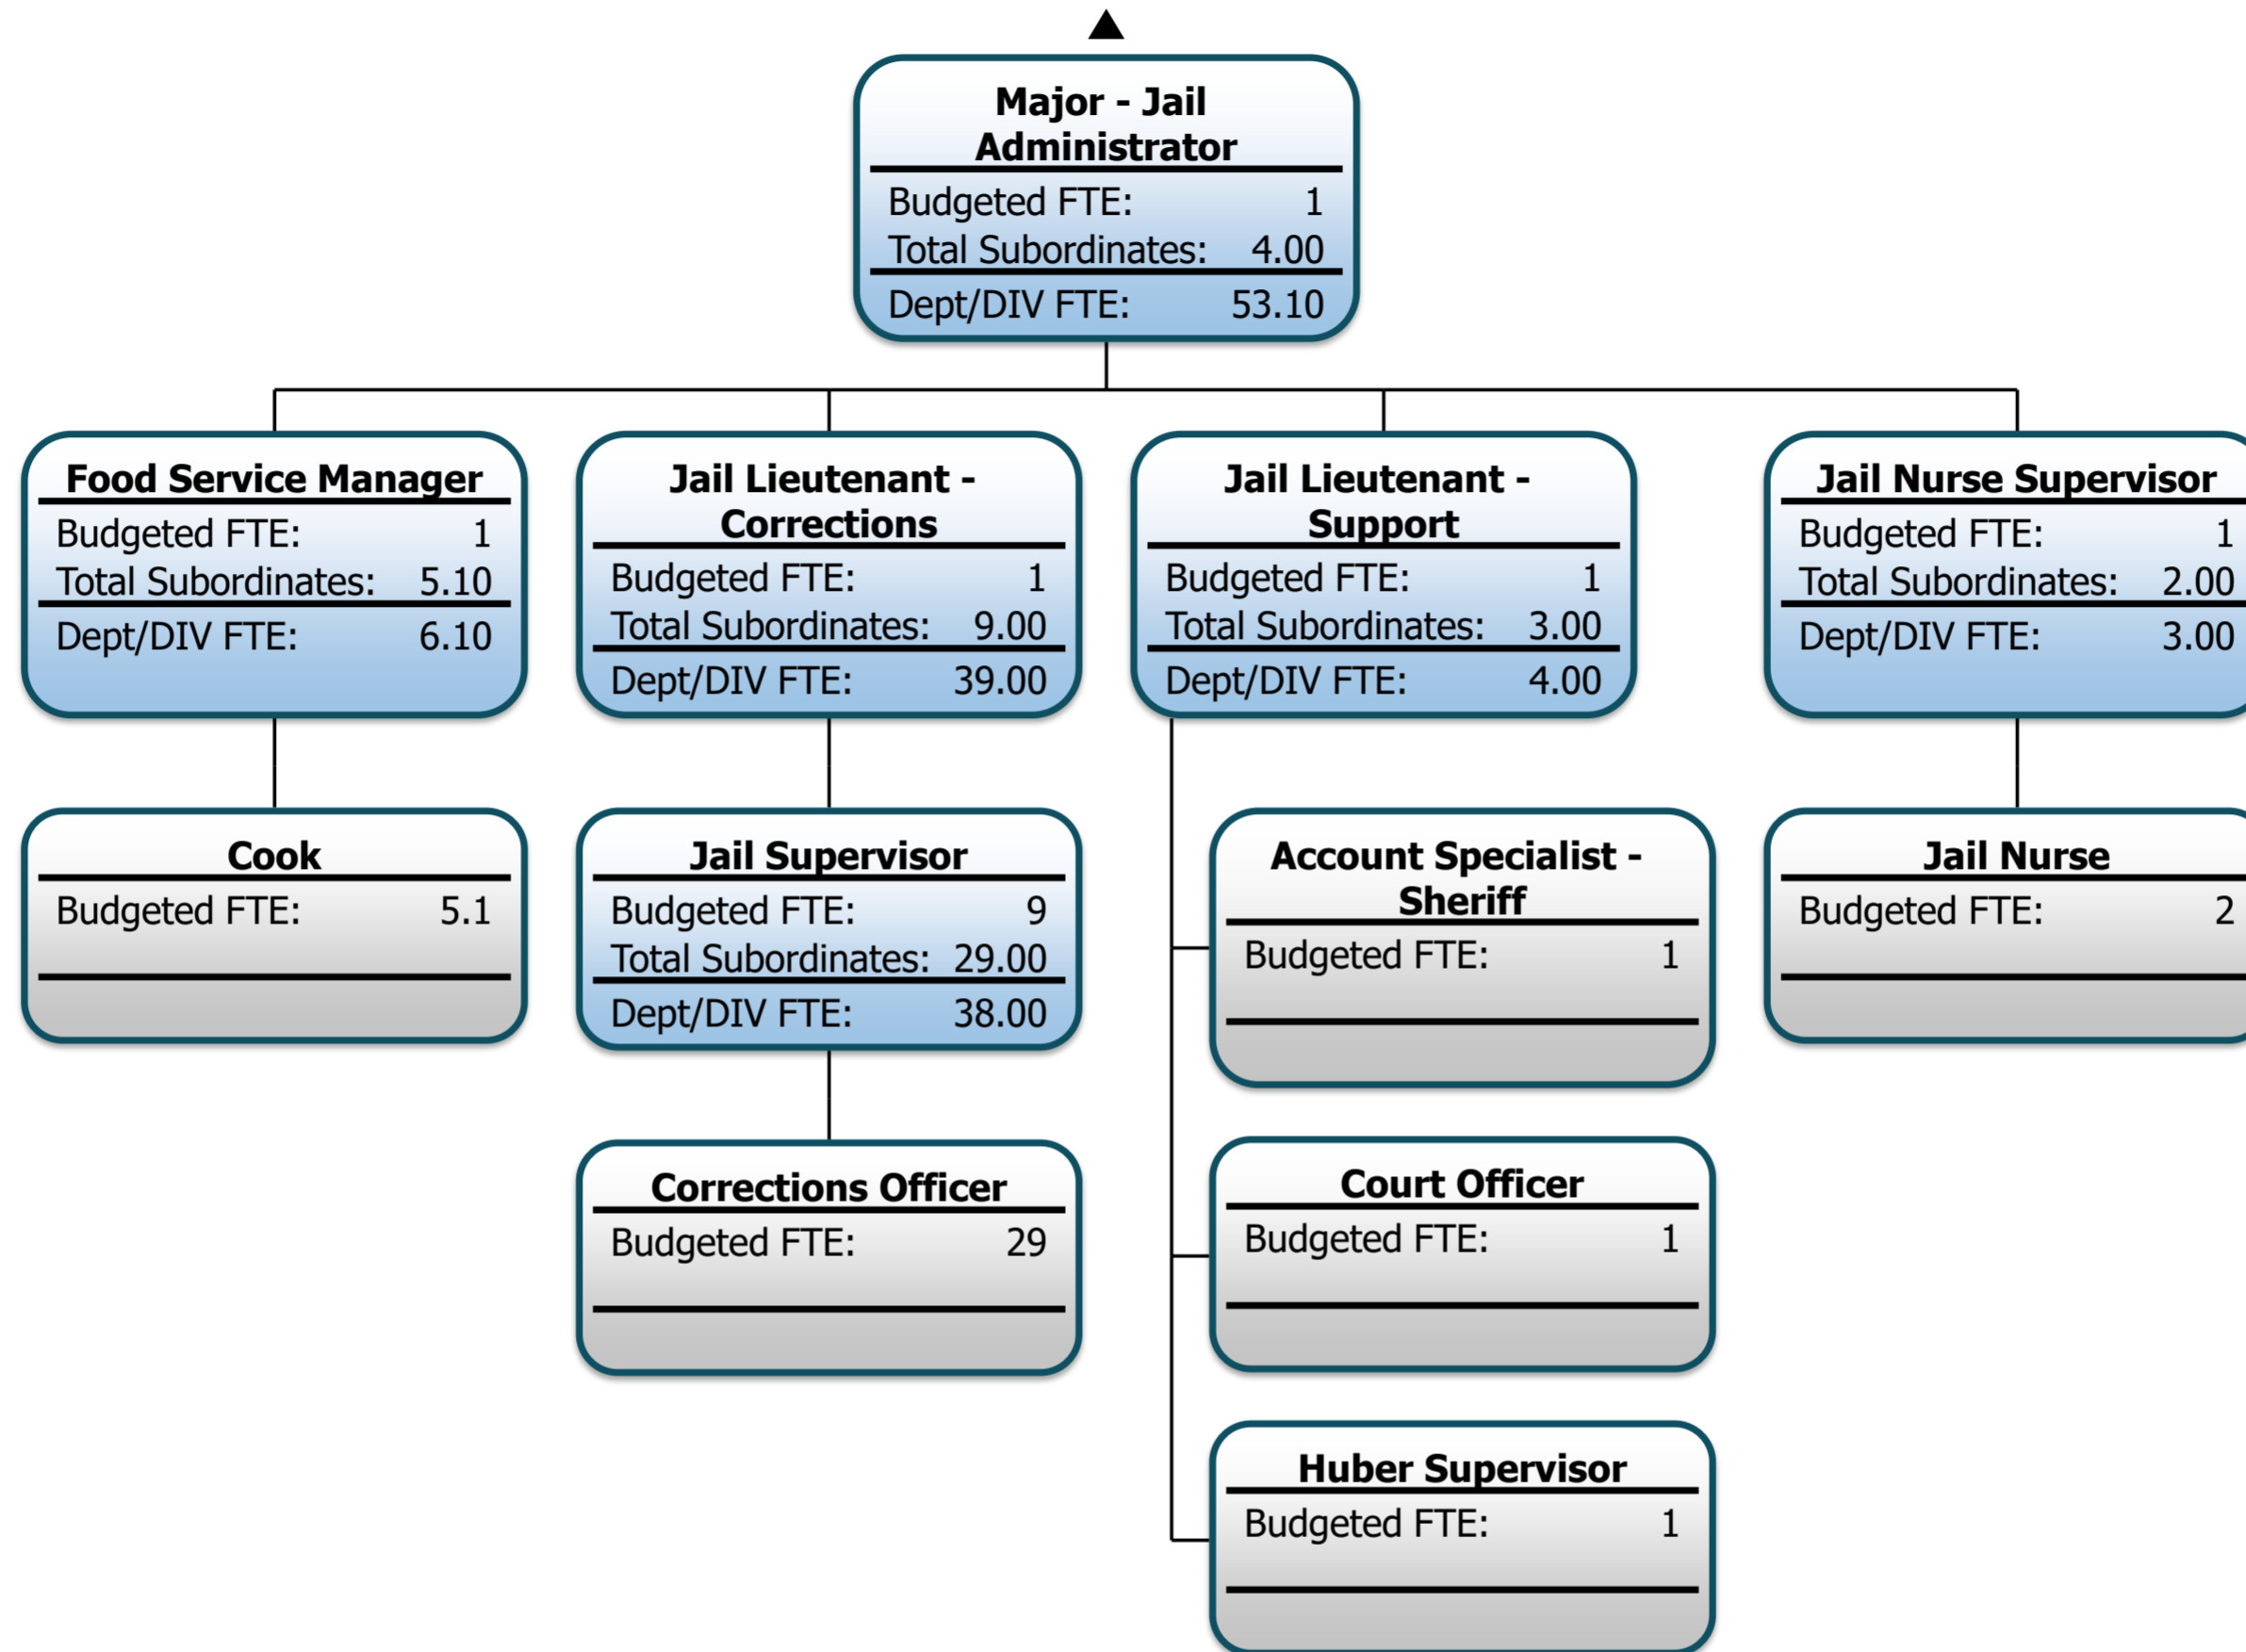 Major - Jail
Administrator
Budgeted FTE: 1
Total Subordinates: 4.00
Dept/DIV FTE: 53.10
Food Service Manager
Budgeted FTE: 1
Total Subordinates: 5.10
Dept/DIV FTE: 6.10
Jail Lieutenant -
Corrections
Budgeted FTE: 1
Total Subordinates: 9.00
Dept/DIV FTE: 39.00
Jail Lieutenant -
Support
Budgeted FTE: 1
Total Subordinates: 3.00
Dept/DIV FTE: 4.00
Jail Nurse Supervisor
Budgeted FTE: 1
Total Subordinates: 2.00
Dept/DIV FTE: 3.00
Cook
Budgeted FTE: 5.1
Jail Supervisor
Budgeted FTE: 9
Total Subordinates: 29.00
Dept/DIV FTE: 38.00
Account Specialist -
Sheriff
Budgeted FTE: 1
Jail Nurse
Budgeted FTE: 2
Corrections Officer
Budgeted FTE: 29
Court Officer
Budgeted FTE: 1
Huber Supervisor
Budgeted FTE: 1